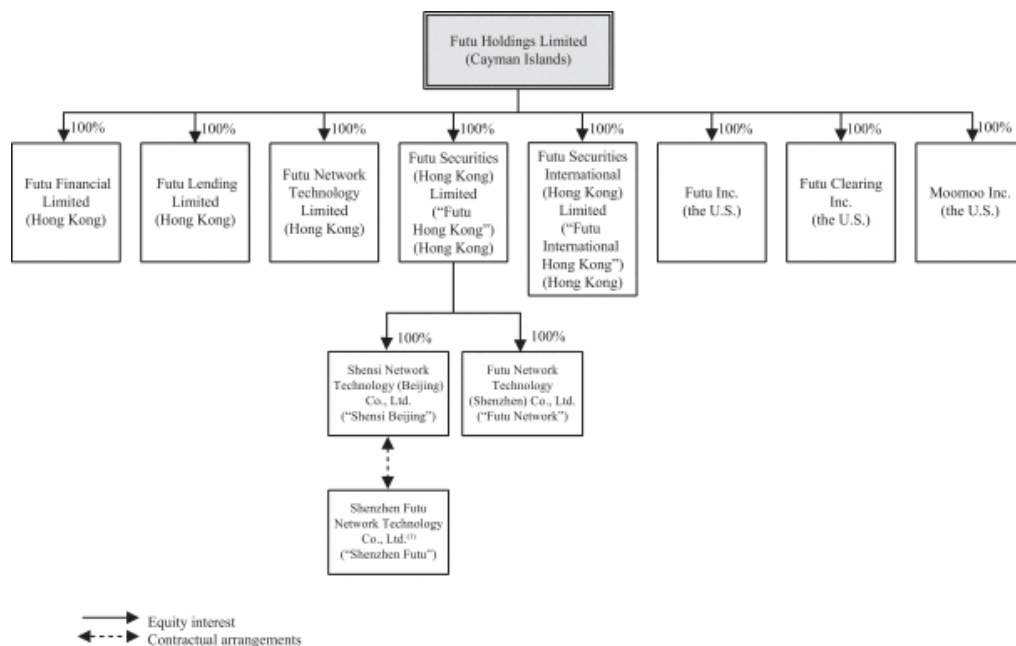 Futu Holdings Limited
(Cayman Islands)
100%
100%
100%
100%
100%
100%
100%
100%
Futu Financial
Limited
(Hong Kong)
Futu Lending
Limited
(Hong Kong)
Futu Network
Technology
Limited
(Hong Kong)
Futu Securities
(Hong Kong)
Limited
(“Futu
Hong Kong”)
(Hong Kong)
Futu Securities
International
(Hong Kong)
Limited
(“Futu
International
Hong Kong”)
(Hong Kong)
Futu Inc.
(the U.S.)
Futu Clearing
Inc.
(the U.S.)
Moomoo Inc.
(the U.S.)
100%
100%
Shensi Network
Technology (Beijing)
Co., Ltd.
(“Shensi Beijing”)
Futu Network
Technology
(Shenzhen) Co., Ltd.
(“Futu Network”)
Shenzhen Futu
Network Technology
Co., Ltd.(1)
(“Shenzhen Futu”)
Equity interest
Contractual arrangements